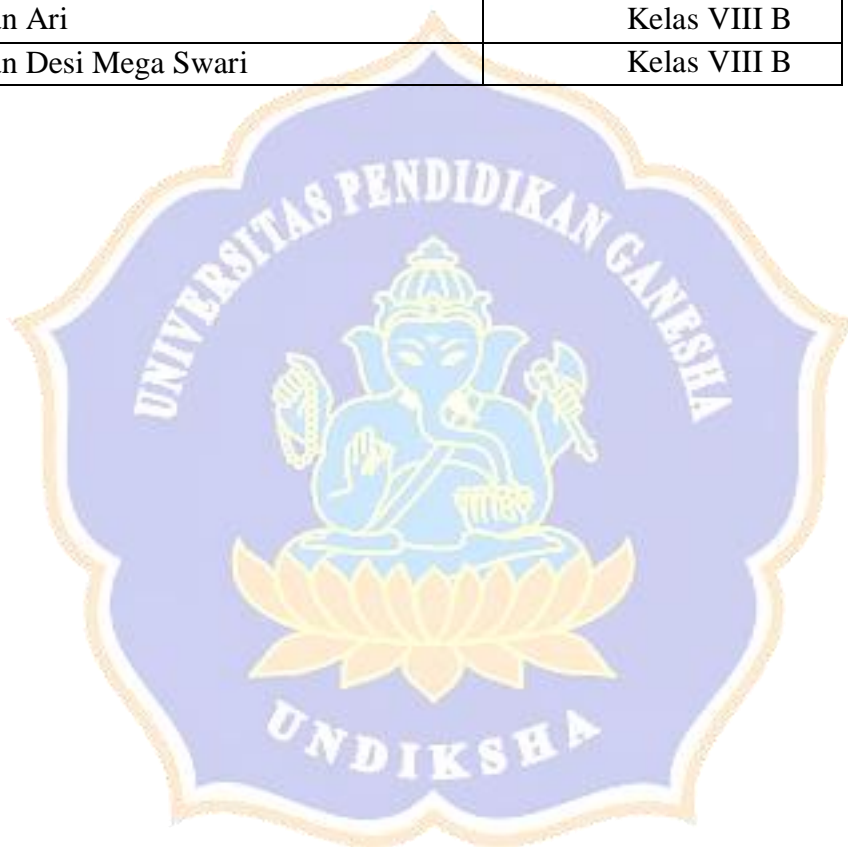 n Ari Kelas VIII B
n Desi Mega Swari Kelas VIII B
UNIVERSITAS PENDIDIKAN GANESHA
UNDIKSHA